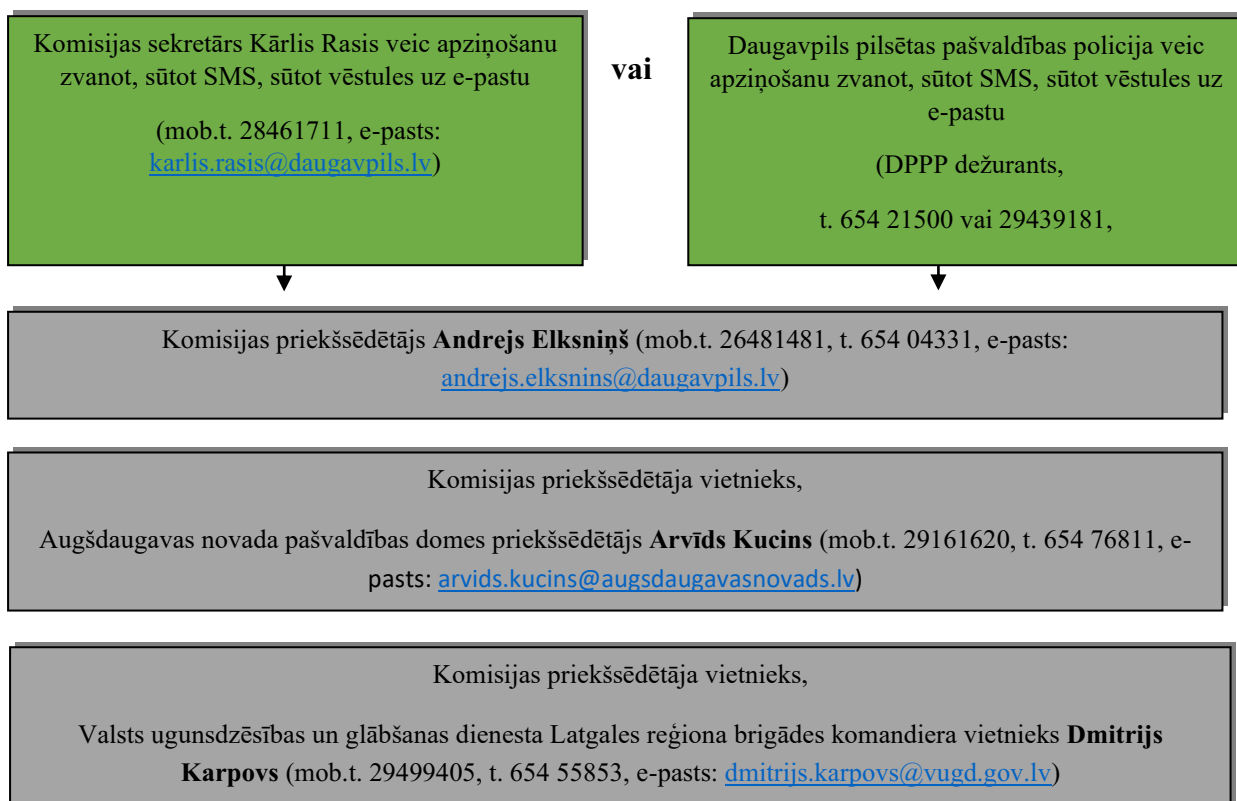 Komisijas sekretārs Kārlis Rasis veic apziņošanu
zvanot, sūtot SMS, sūtot vēstules uz e-pastu
(mob.t. 28461711, e-pasts:
karlis.rasis@daugavpils.lv)
vai
Daugavpils pilsētas pašvaldības policija veic
apziņošanu zvanot, sūtot SMS, sūtot vēstules uz
e-pastu
(DPPP dežurants,
t. 654 21500 vai 29439181,
Komisijas priekšsēdētājs Andrejs Elksniņš (mob.t. 26481481, t. 654 04331, e-pasts:
andrejs.elksnins@daugavpils.lv)
Komisijas priekšsēdētāja vietnieks,
Augšdaugavas novada pašvaldības domes priekšsēdētājs Arvīds Kucins (mob.t. 29161620, t. 654 76811, e-
pasts: arvids.kucins@augsdaugavasnovads.lv)
Komisijas priekšsēdētāja vietnieks,
Valsts ugunsdzēsības un glābšanas dienesta Latgales reģiona brigādes komandiera vietnieks Dmitrijs
Karpovs (mob.t. 29499405, t. 654 55853, e-pasts: dmitrijs.karpovs@vugd.gov.lv)